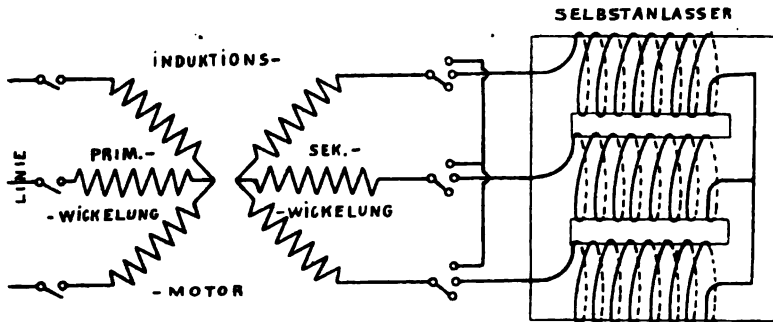 SELBSTANLASSER
iNDUKTIONS-
LINIE
PRIM.-
SEK.-
-WICKELUNG
-WICKELUNG
-MOTOR